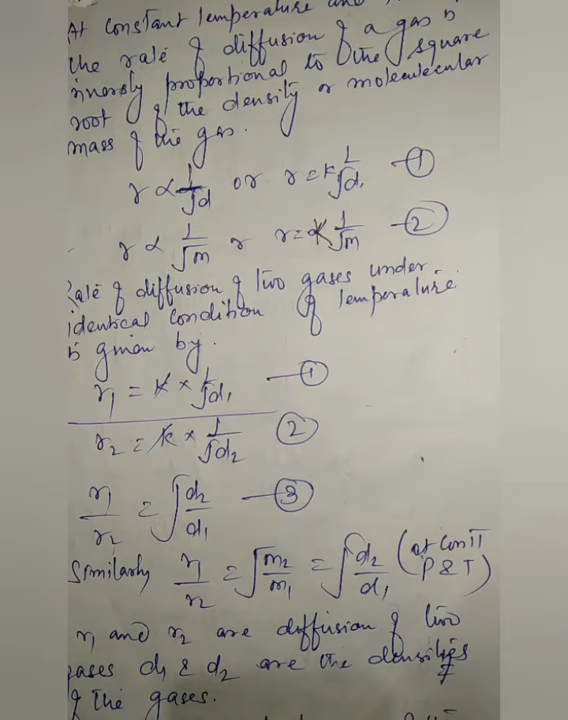 At constant temperature and
the rate of diffusion of a gas is
inversly proportional to the square
root of the density or molelecular
mass of the gas.
r ∝ 1/√d or r = k 1/√d, —①
r ∝ 1/√m r r = k 1/√m —②
Rate of diffusion of two gases under
identical condition of temperature
is given by.
r₁ = k × 1/√d₁ —①
r₂ = k × 1/√d₂ ②
r₁/r₂ = √d₂/d₁ —③
Similarly r₁/r₂ = √m₂/m₁ = √d₂/d₁ (at constt P & T)
r₁ and r₂ are diffusion of two
gases d₁ & d₂ are the densities
of the gases.